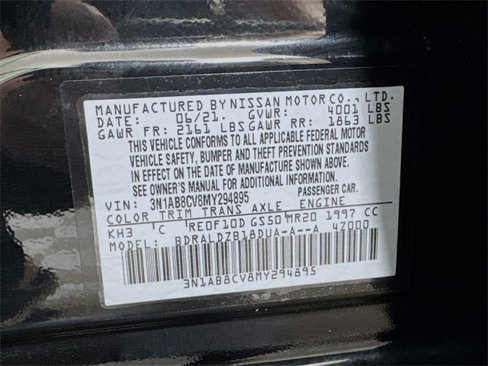 MANUFACTURED BY NISSAN MOTOR CO., LTD.
DATE: 06/21. GVWR: 4001 LBS
GAWR FR: 2161 LBS GAWR RR: 1863 LBS
THIS VEHICLE CONFORMS TO ALL APPLICABLE FEDERAL MOTOR
VEHICLE SAFETY, BUMPER AND THEFT PREVENTION STANDARDS
IN EFFECT ON THE DATE OF MANUFACTURE SHOWN ABOVE.
SEE OWNER'S MANUAL FOR ADDITIONAL INFORMATION.
VIN: 3N1AB8CV8MY294895 PASSENGER CAR.
COLOR TRIM TRANS AXLE ENGINE
KH3 C RE0F10D GS50 MR20 1997 CC
MODEL: BDRALDZB18DUA-A--A 4Z000
3N1AB8CV8MY294895